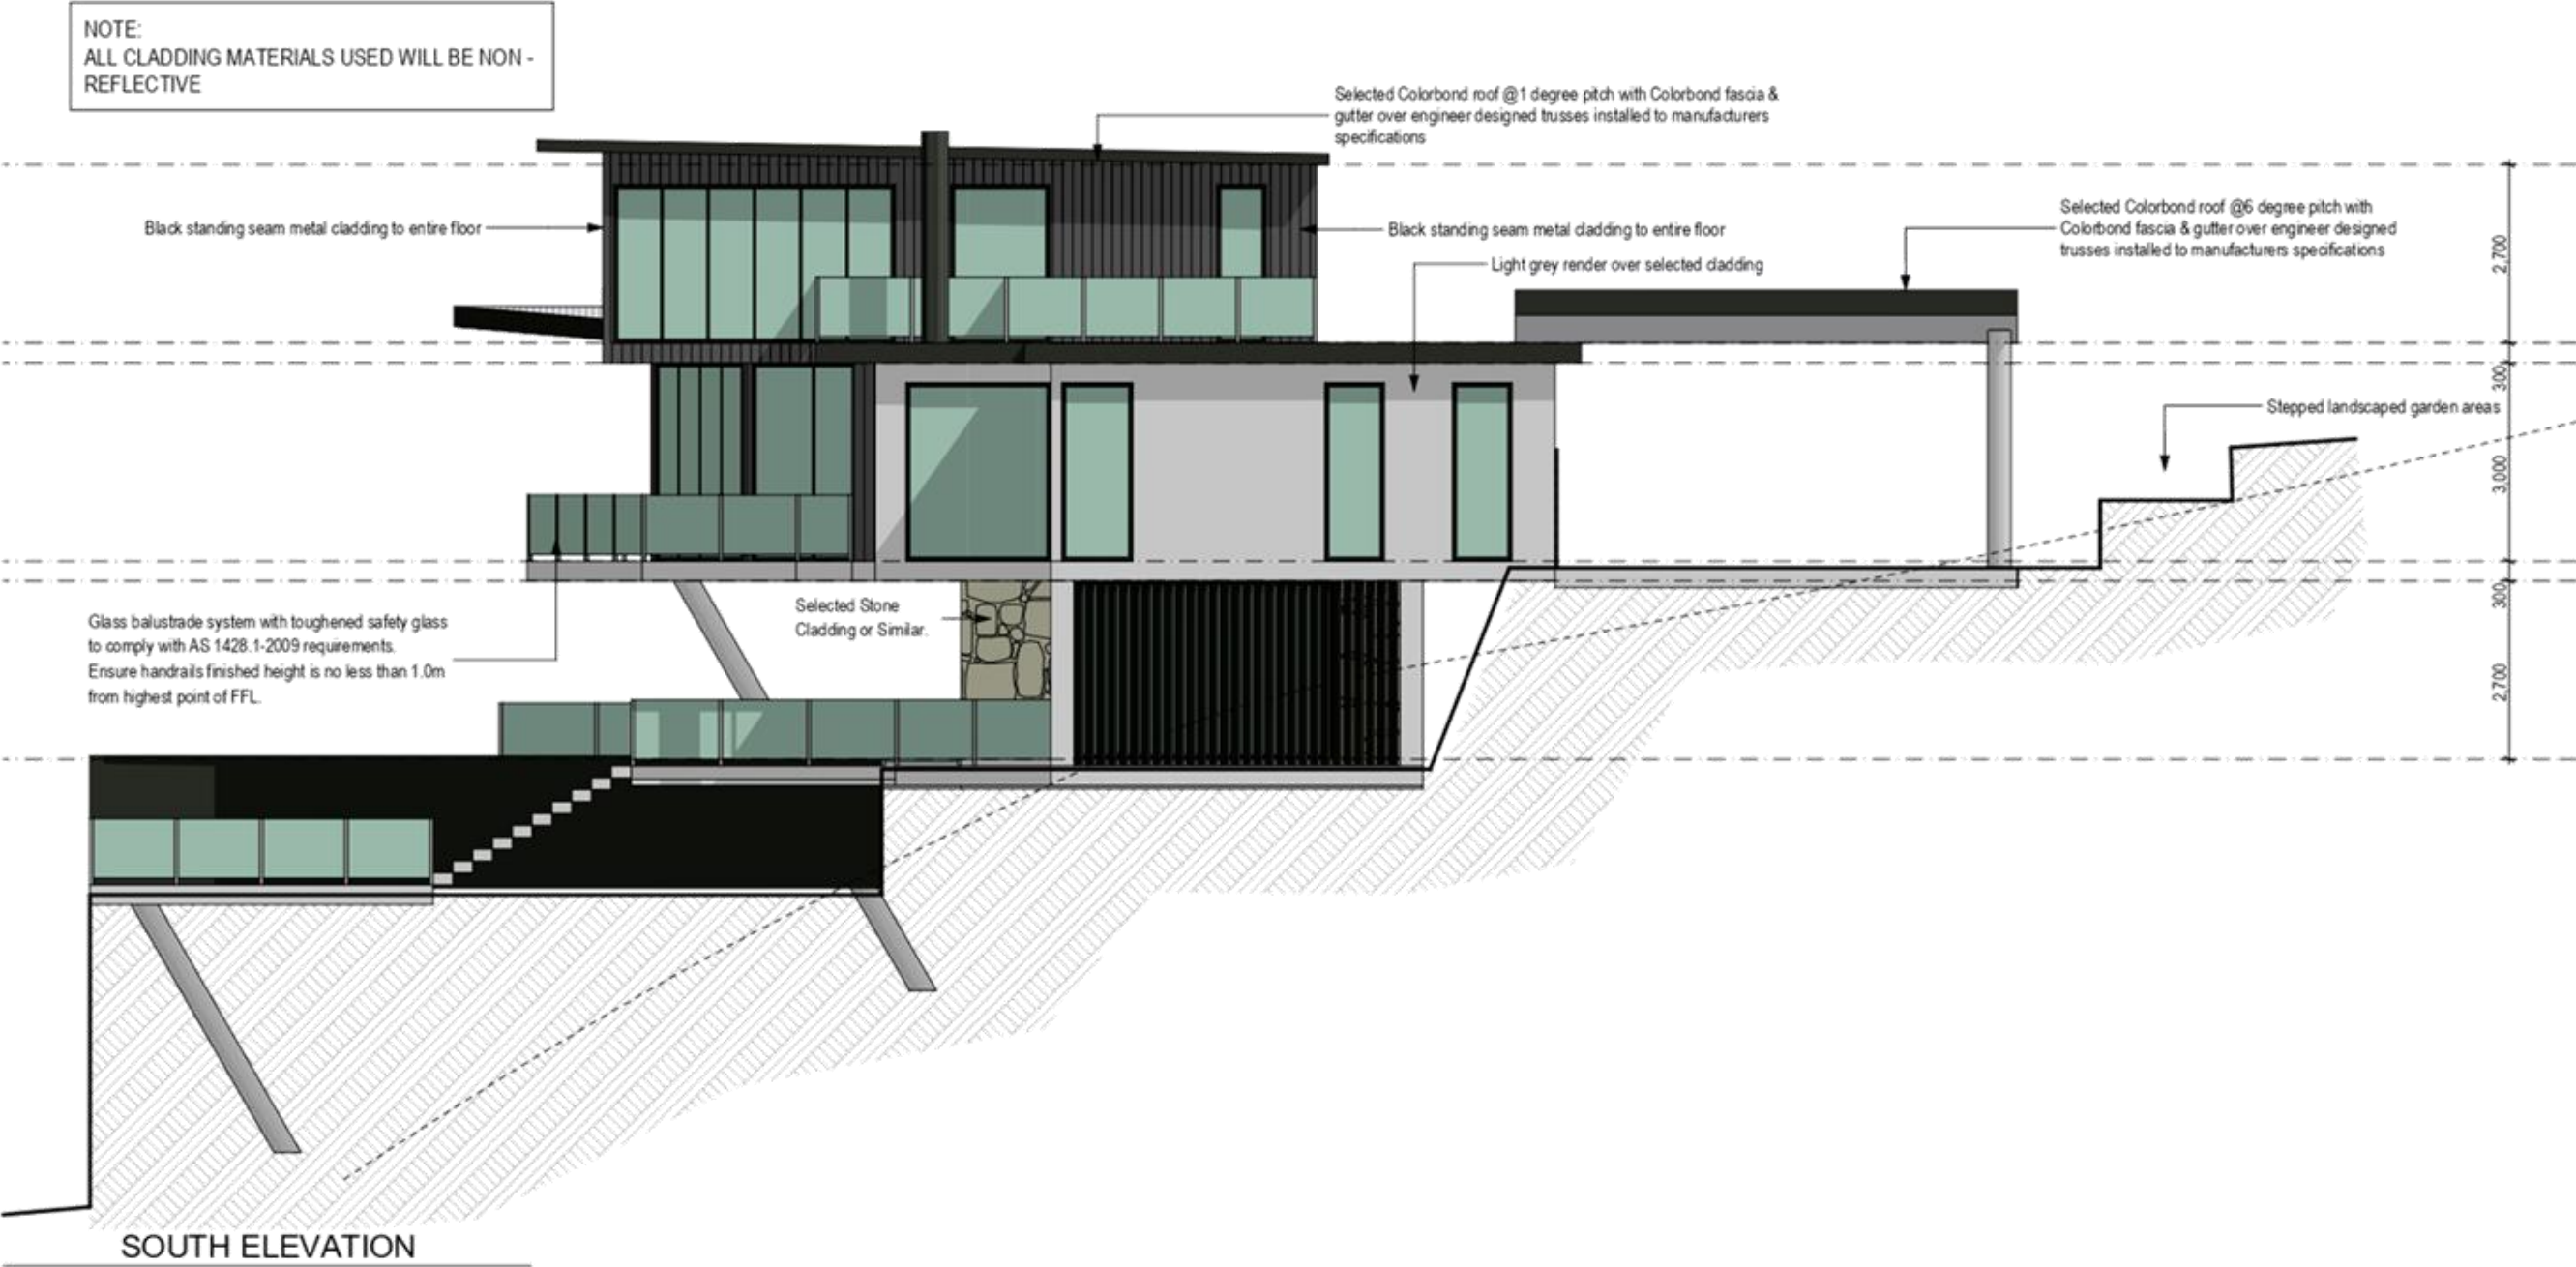 NOTE:
ALL CLADDING MATERIALS USED WILL BE NON -
REFLECTIVE
Selected Colorbond roof @1 degree pitch with Colorbond fascia &
gutter over engineer designed trusses installed to manufacturers
specifications
Black standing seam metal cladding to entire floor
Black standing seam metal cladding to entire floor
Light grey render over selected cladding
Selected Colorbond roof @6 degree pitch with
Colorbond fascia & gutter over engineer designed
trusses installed to manufacturers specifications
2,700
300
Stepped landscaped garden areas
3,000
300
2,700
Selected Stone
Cladding or Similar.
Glass balustrade system with toughened safety glass
to comply with AS 1428.1-2009 requirements.
Ensure handrails finished height is no less than 1.0m
from highest point of FFL.
SOUTH ELEVATION